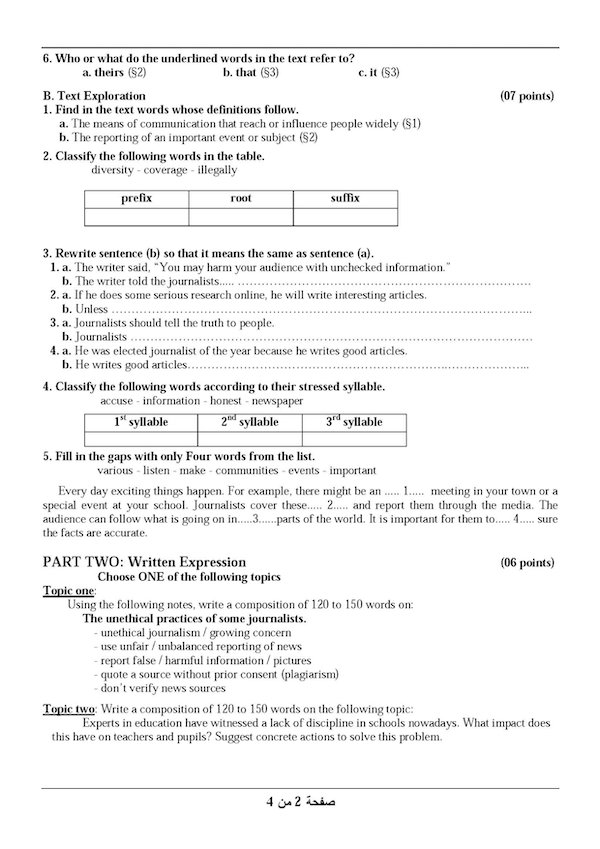 6. Who or what do the underlined words in the text refer to?
a. theirs (§2) b. that (§3) c. it (§3)
B. Text Exploration (07 points)
1. Find in the text words whose definitions follow.
a. The means of communication that reach or influence people widely (§1)
b. The reporting of an important event or subject (§2)
2. Classify the following words in the table.
diversity - coverage - illegally
prefix root suffix
3. Rewrite sentence (b) so that it means the same as sentence (a).
1. a. The writer said, “You may harm your audience with unchecked information.”
b. The writer told the journalists..... …………………………………………………………………
2. a. If he does some serious research online, he will write interesting articles.
b. Unless ……………………………………………………………………………………………..
3. a. Journalists should tell the truth to people.
b. Journalists …………………………………………………………………………………………
4. a. He was elected journalist of the year because he writes good articles.
b. He writes good articles…………………………………………………………..………………..
4. Classify the following words according to their stressed syllable.
accuse - information - honest - newspaper
1st syllable 2nd syllable 3rd syllable
5. Fill in the gaps with only Four words from the list.
various - listen - make - communities - events - important
Every day exciting things happen. For example, there might be an ..... 1..... meeting in your town or a
special event at your school. Journalists cover these..... 2..... and report them through the media. The
audience can follow what is going on in.....3......parts of the world. It is important for them to..... 4..... sure
the facts are accurate.
PART TWO: Written Expression (06 points)
Choose ONE of the following topics
Topic one:
Using the following notes, write a composition of 120 to 150 words on:
The unethical practices of some journalists.
- unethical journalism / growing concern
- use unfair / unbalanced reporting of news
- report false / harmful information / pictures
- quote a source without prior consent (plagiarism)
- don’t verify news sources
Topic two: Write a composition of 120 to 150 words on the following topic:
Experts in education have witnessed a lack of discipline in schools nowadays. What impact does
this have on teachers and pupils? Suggest concrete actions to solve this problem.
صفحة 2 من 4